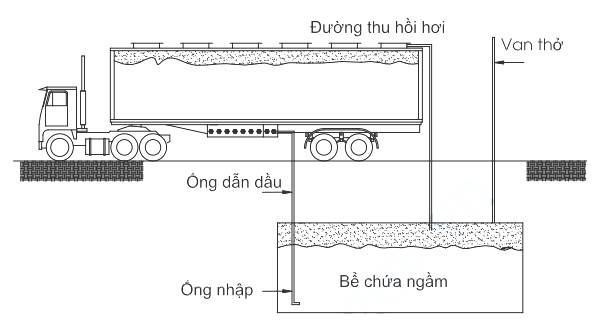 Đường thu hồi hơi
Van thở
Ống dẫn dầu
Ống nhập
Bể chứa ngầm